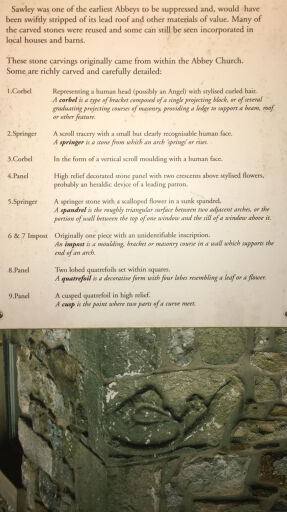 Sawley was one of the earliest Abbeys to be suppressed and, would have
been swiftly stripped of its lead roof and other materials of value. Many of
the carved stones were reused and some can still be seen incorporated in
local houses and barns.
These stone carvings originally came from within the Abbey Church.
Some are richly carved and carefully detailed:
1.Corbel Representing a human head (possibly an Angel) with stylised curled hair.
A corbel is a type of bracket composed of a single projecting block, or of several
graduating projecting courses of masonry, providing a ledge to support a beam, roof
or other feature.
2.Springer A scroll tracery with a small but clearly recognisable human face.
A springer is a stone from which an arch 'springs' or rises.
3.Corbel In the form of a vertical scroll moulding with a human face.
4.Panel High relief decorated stone panel with two crescents above stylised flowers,
probably an heraldic device of a leading patron.
5.Springer A springer stone with a scalloped flower in a sunk spandred.
A spandrel is the roughly triangular surface between two adjacent arches, or the
portion of wall between the top of one window and the sill of a window above it.
6 & 7 Impost Originally one piece with an unidentifiable inscription.
An impost is a moulding, bracket or masonry course in a wall which supports the
end of an arch.
8.Panel Two lobed quatrefoils set within squares.
A quatrefoil is a decorative form with four lobes resembling a leaf or a flower.
9.Panel A cusped quatrefoil in high relief.
A cusp is the point where two parts of a curve meet.